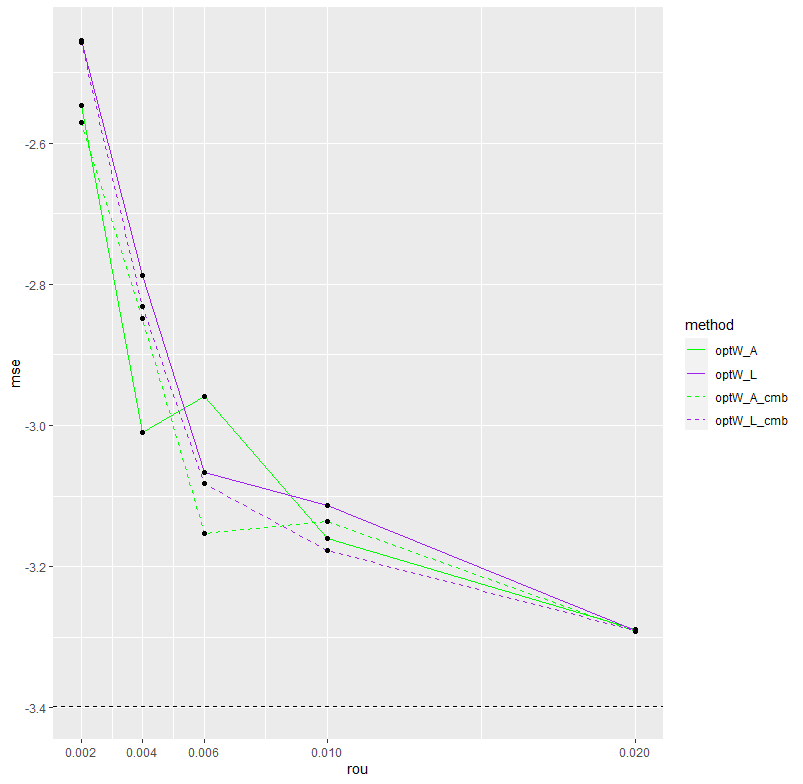 -2.6
-2.8
-3.0
-3.2
-3.4
mse
0.002 0.004 0.006 0.010 0.020
rou
method
optW_A
optW_L
optW_A_cmb
optW_L_cmb